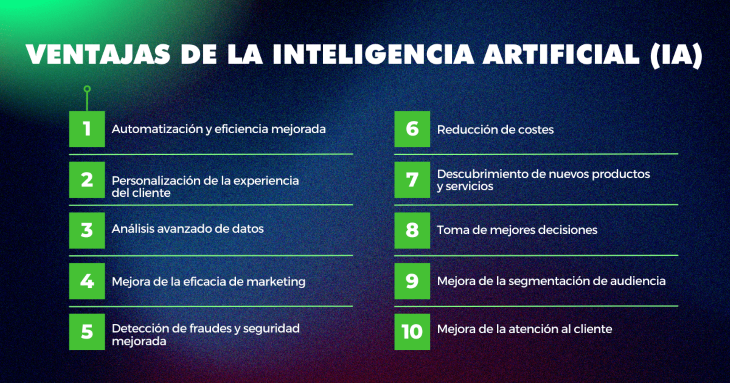 VENTAJAS DE LA INTELIGENCIA ARTIFICIAL (IA)
1 Automatización y eficiencia mejorada
2 Personalización de la experiencia
del cliente
3 Análisis avanzado de datos
4 Mejora de la eficacia de marketing
5 Detección de fraudes y seguridad
mejorada
6 Reducción de costes
7 Descubrimiento de nuevos productos
y servicios
8 Toma de mejores decisiones
9 Mejora de la segmentación de audiencia
10 Mejora de la atención al cliente